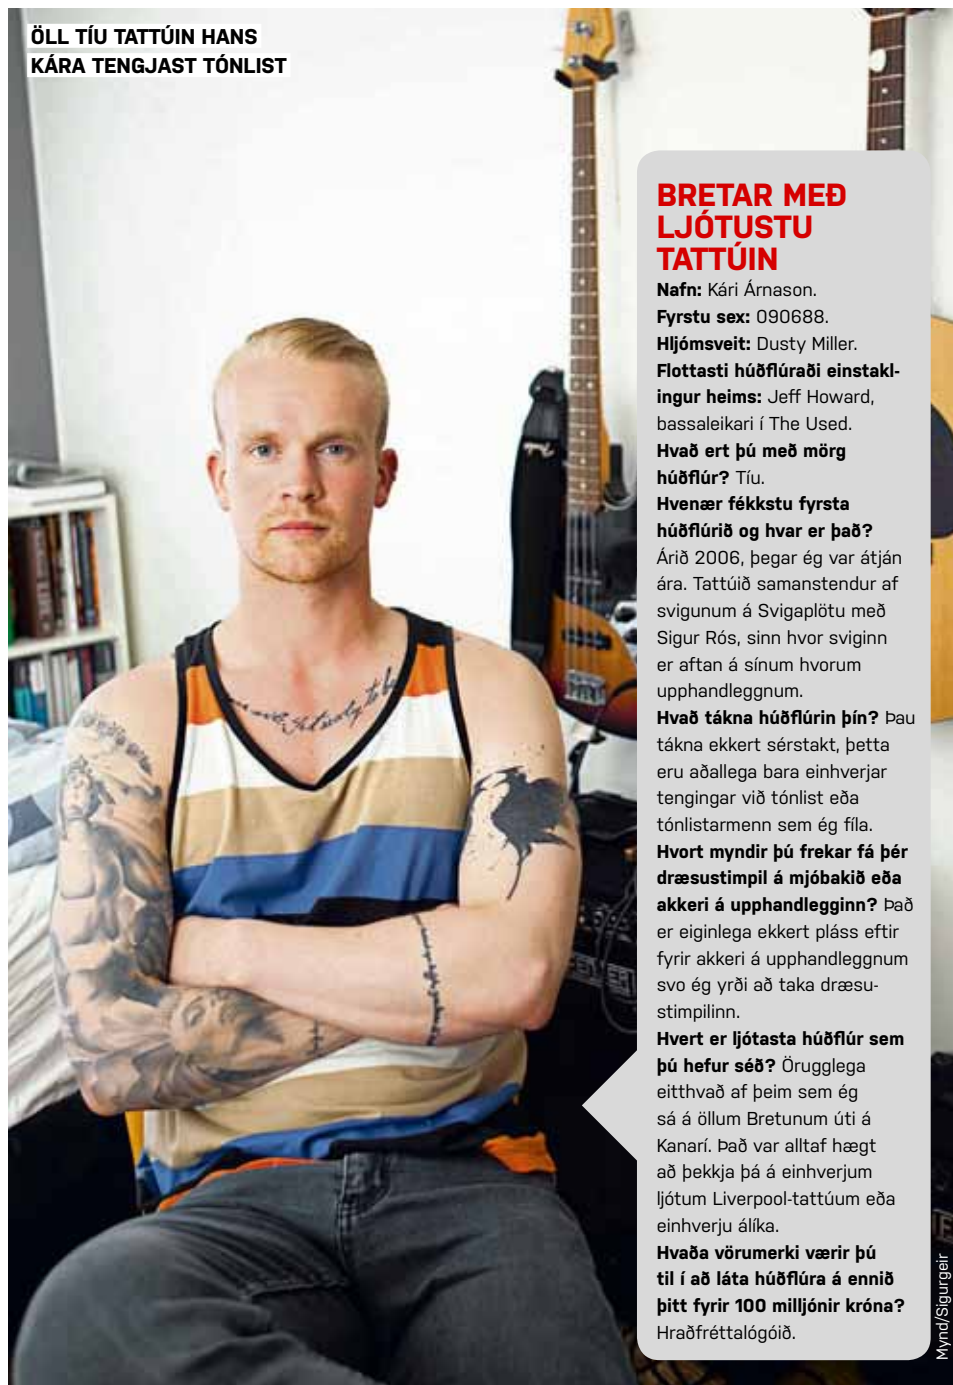 ÖLL TÍU TATTÚIN HANS
KÁRA TENGJAST TÓNLIST
BRETAR MEÐ
LJÓTUSTU
TATTÚIN
Nafn: Kári Árnason.
Fyrstu sex: 090688.
Hljómsveit: Dusty Miller.
Flottasti húðflúraði einstakl-
ingur heims: Jeff Howard,
bassaleikari í The Used.
Hvað ert þú með mörg
húðflúr? Tíu.
Hvenær fékkstu fyrsta
húðflúrið og hvar er það?
Árið 2006, þegar ég var átján
ára. Tattúið samanstendur af
svigunum á Svigaplötu með
Sigur Rós, sinn hvor sviginn
er aftan á sínum hvorum
upphandleggnum.
Hvað tákna húðflúrin þín? Þau
tákna ekkert sérstakt, þetta
eru aðallega bara einhverjar
tengingar við tónlist eða
tónlistarmenn sem ég fíla.
Hvort myndir þú frekar fá þér
dræsustimpil á mjóbakið eða
akkeri á upphandlegginn? Það
er eiginlega ekkert pláss eftir
fyrir akkeri á upphandleggnum
svo ég yrði að taka dræsu-
stimpilinn.
Hvert er ljótasta húðflúr sem
þú hefur séð? Örugglega
eitthvað af þeim sem ég
sá á öllum Bretunum úti á
Kanarí. Það var alltaf hægt
að þekkja þá á einhverjum
ljótum Liverpool-tattúum eða
einhverju álíka.
Hvaða vörumerki værir þú
til í að láta húðflúra á ennið
þitt fyrir 100 milljónir króna?
Hraðfréttalógóið.
Mynd/Sigurgeir